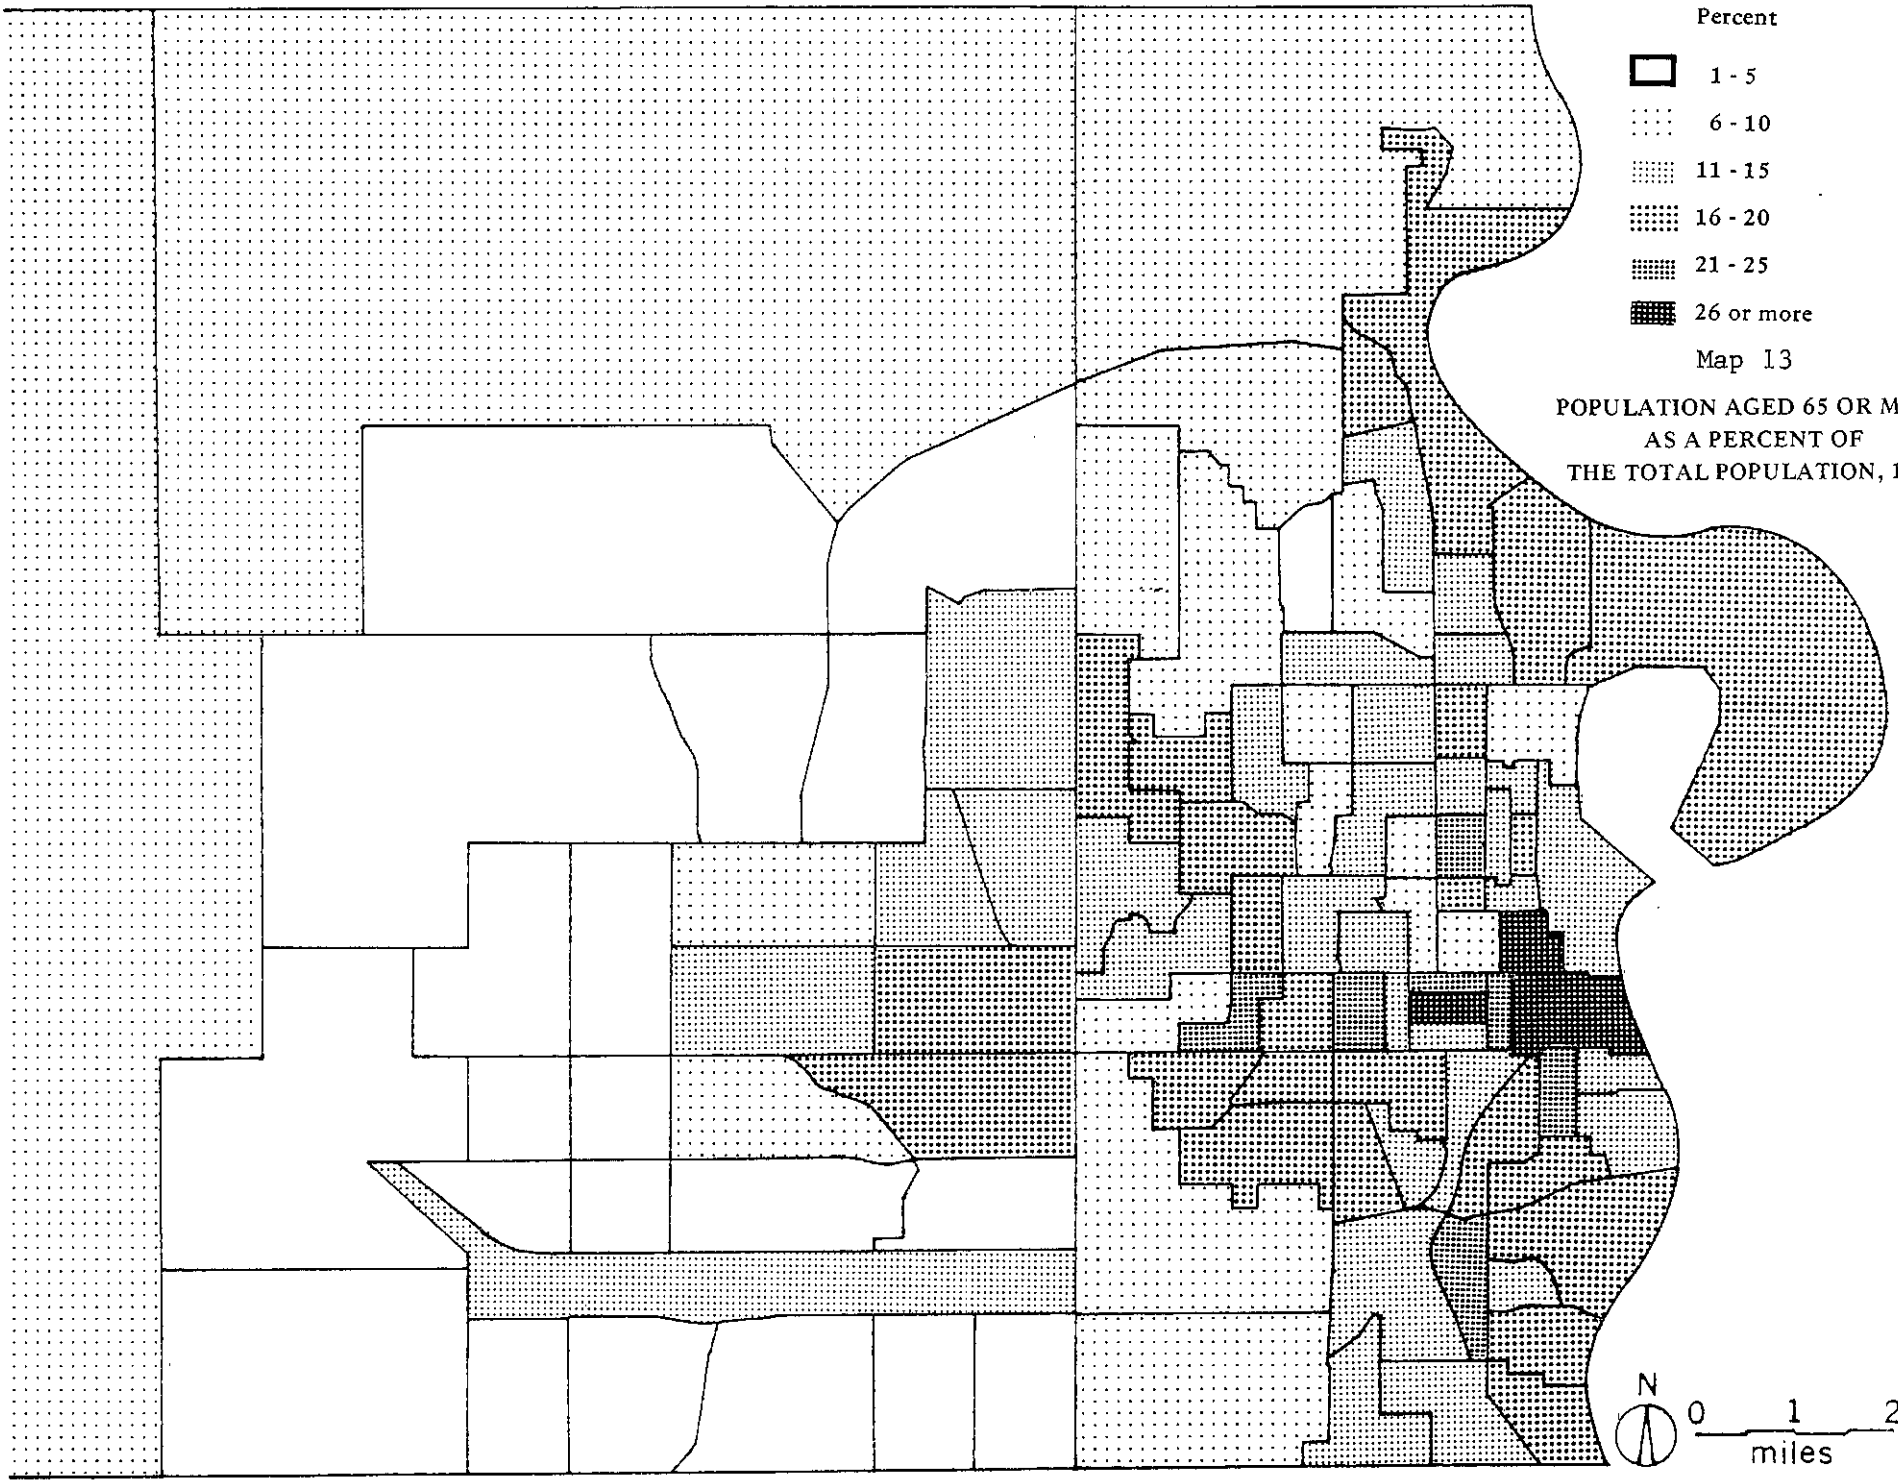 Percent
1 - 5
6 - 10
11 - 15
16 - 20
21 - 25
26 or more
Map 13
POPULATION AGED 65 OR M
AS A PERCENT OF
THE TOTAL POPULATION, 1
N
0 1 2
miles